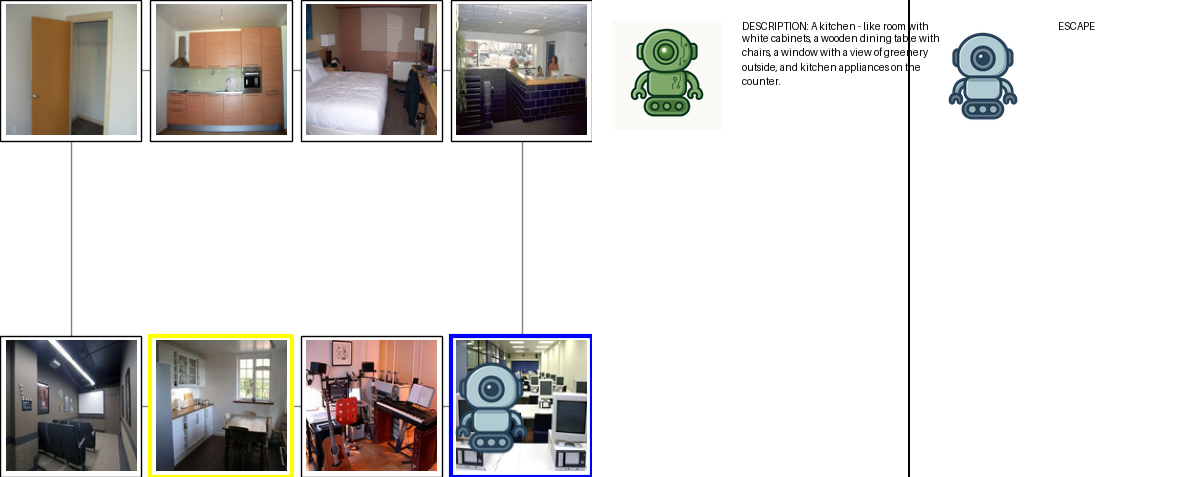 DESCRIPTION: A kitchen - like room with
white cabinets, a wooden dining table with
chairs, a window with a view of greenery
outside, and kitchen appliances on the
counter.
ESCAPE